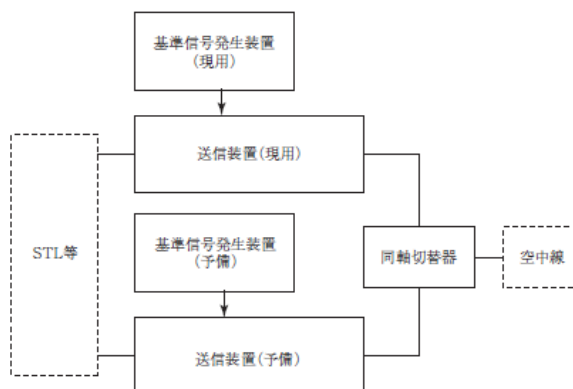 基準信号発生装置
(現用)
送信装置(現用)
STL等
基準信号発生装置
(予備)
同軸切替器
空中線
送信装置(予備)